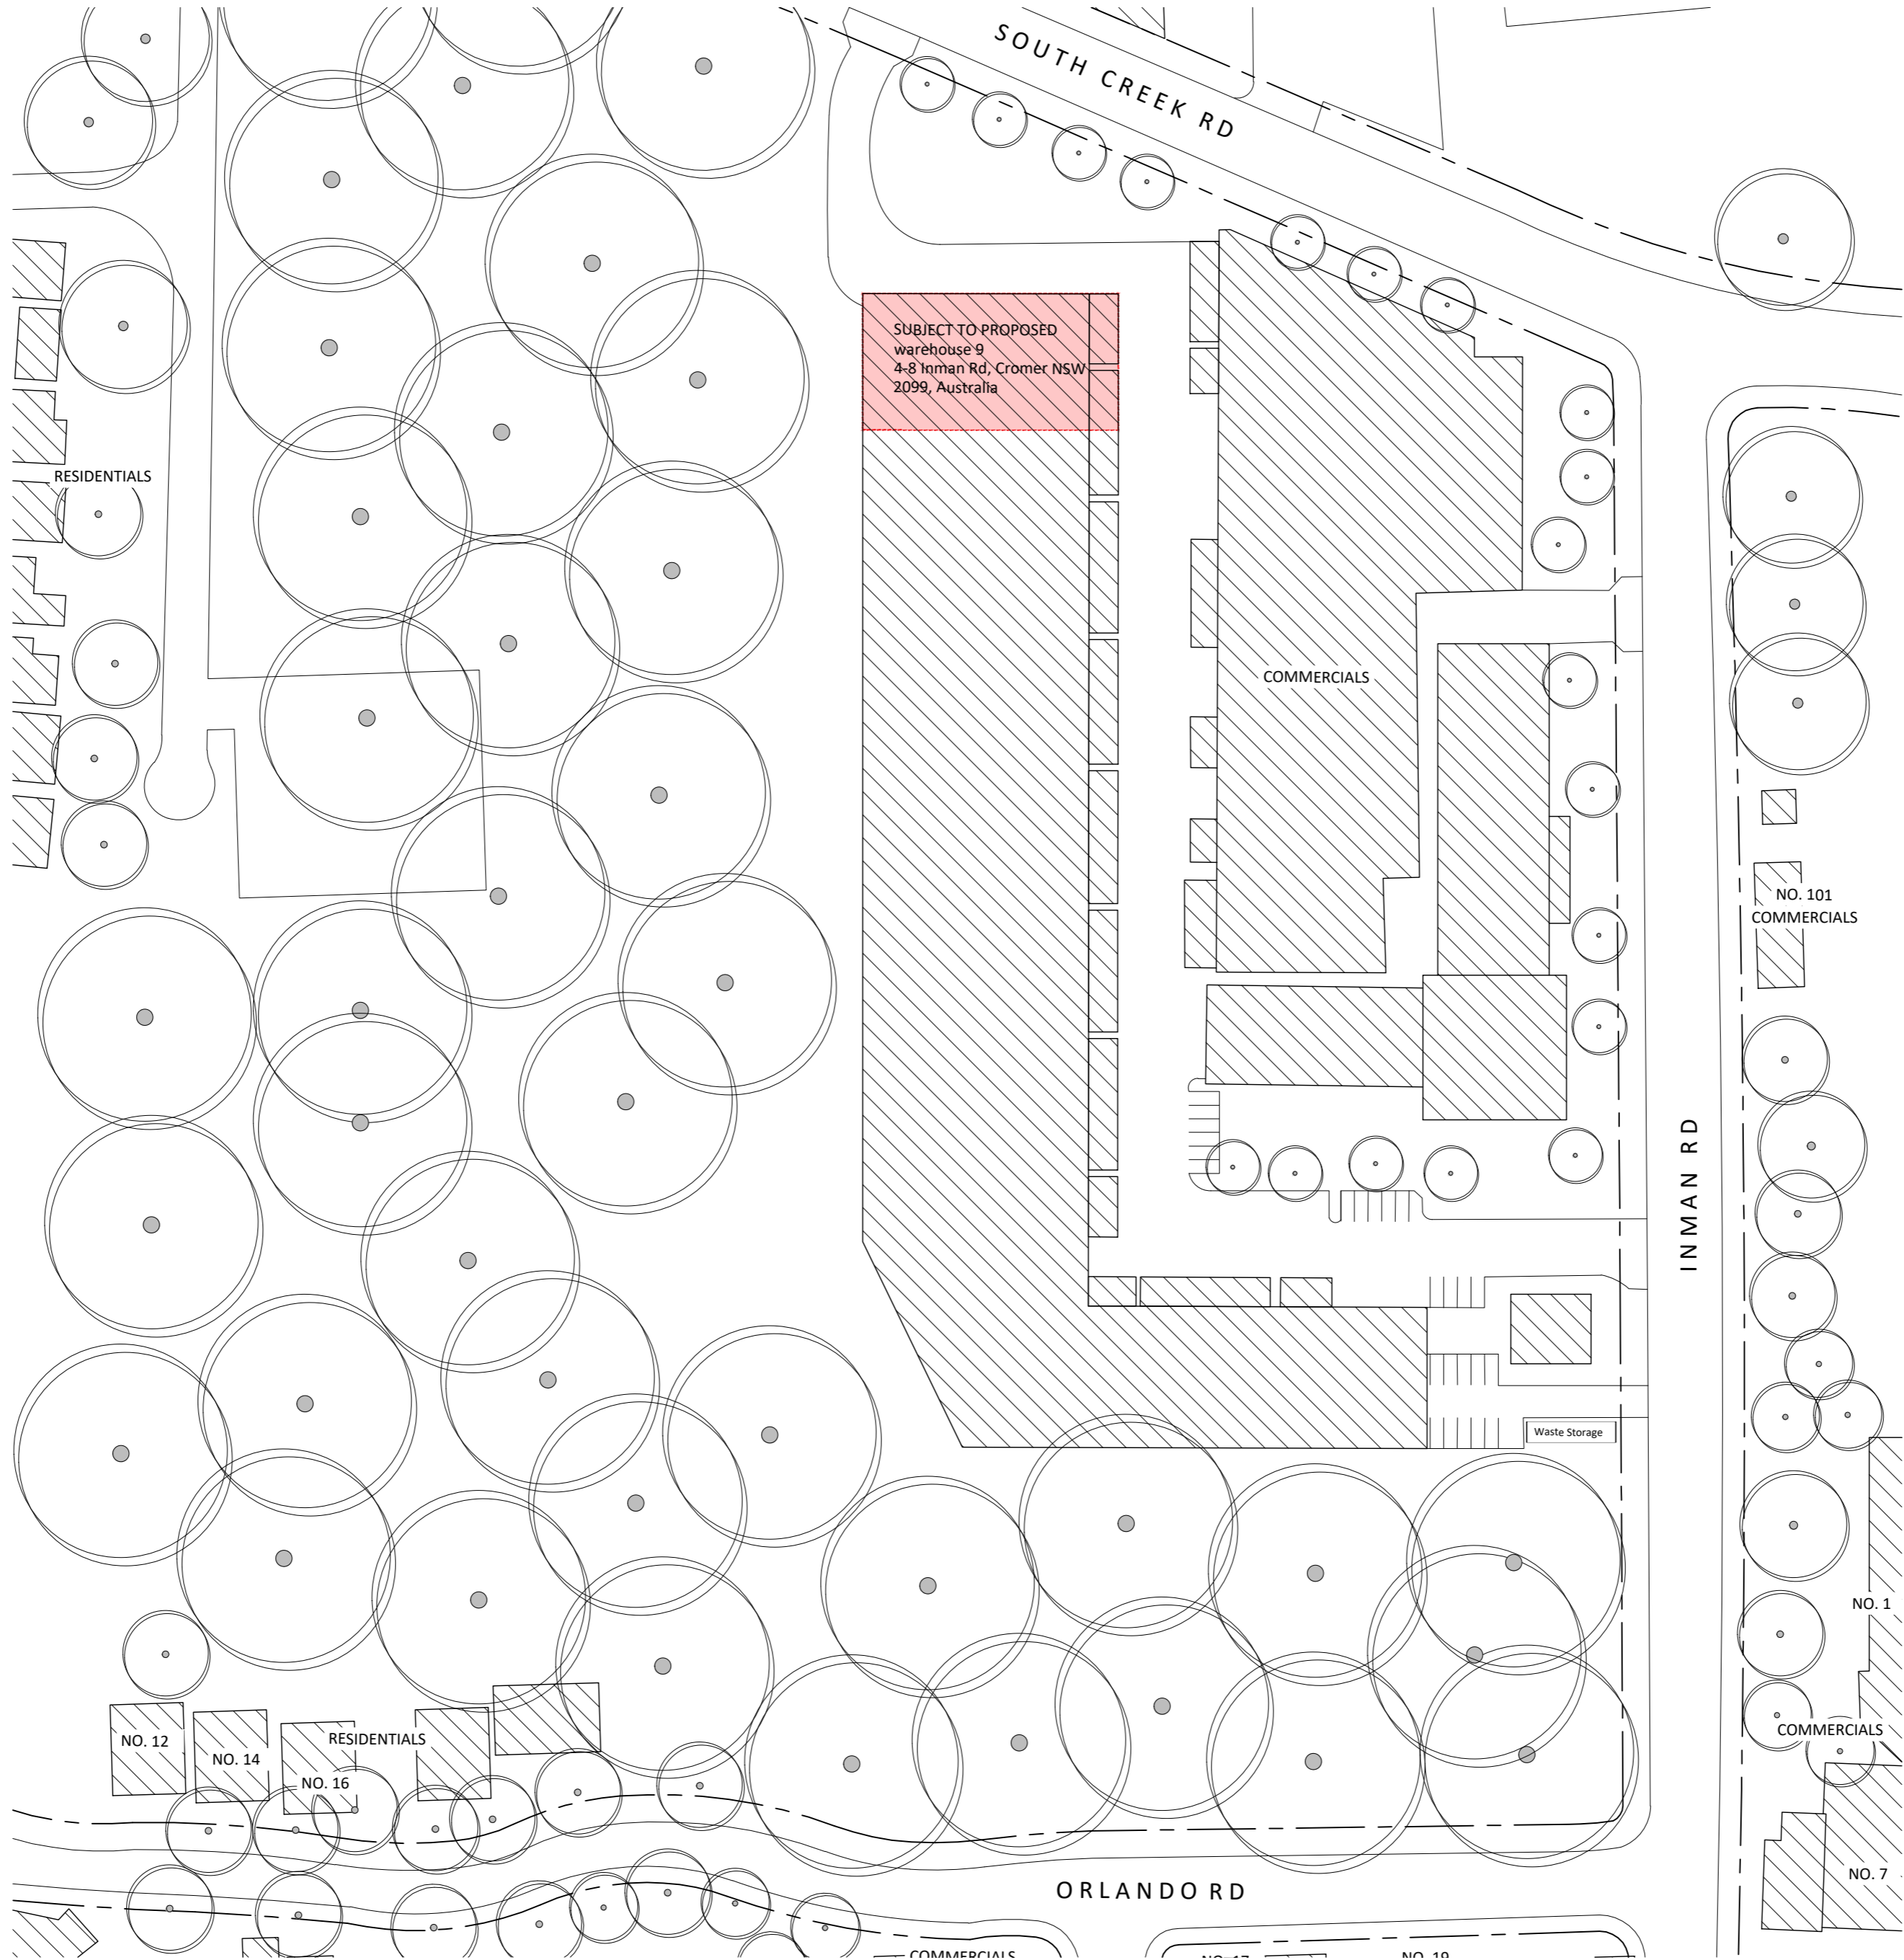 SOUTH CREEK RD
SUBJECT TO PROPOSED
warehouse 9
4-8 Inman Rd, Cromer NSW
2099, Australia
RESIDENTIALS
COMMERCIALS
NO. 101
COMMERCIALS
INMAN RD
Waste Storage
NO. 1
COMMERCIALS
NO. 12
NO. 14
RESIDENTIALS
NO. 16
NO. 7
ORLANDO RD
COMMERCIALS
NO. 17
NO. 19